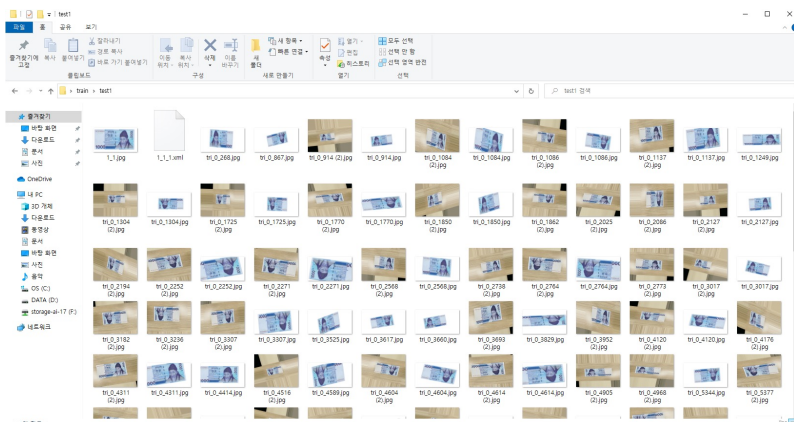 test1
파일 홈 공유 보기
즐겨찾기에 고정
복사
붙여넣기
잘라내기
경로 복사
바로 가기 붙여넣기
클립보드
이동 위치
복사 위치
삭제
이름 바꾸기
구성
새 폴더
새 항목
빠른 연결
새로 만들기
속성
열기
편집
히스토리
열기
모두 선택
선택 안 함
선택 영역 반전
선택
train > test1
test1 검색
즐겨찾기
바탕 화면
다운로드
문서
사진
OneDrive
내 PC
3D 개체
다운로드
동영상
문서
바탕 화면
사진
음악
OS (C:)
DATA (D:)
storage-ai-17 (F:)
네트워크
1_1.jpg 1_1_1.xml tri_0_268.jpg tri_0_867.jpg tri_0_914 (2).jpg tri_0_914.jpg tri_0_1084 (2).jpg tri_0_1084.jpg tri_0_1086 (2).jpg tri_0_1086.jpg tri_0_1137 (2).jpg tri_0_1137.jpg tri_0_1249.jpg
tri_0_1304 (2).jpg tri_0_1304.jpg tri_0_1725 (2).jpg tri_0_1725.jpg tri_0_1770 (2).jpg tri_0_1770.jpg tri_0_1850 (2).jpg tri_0_1850.jpg tri_0_1862 (2).jpg tri_0_2025 (2).jpg tri_0_2086 (2).jpg tri_0_2127 (2).jpg tri_0_2127.jpg
tri_0_2194 (2).jpg tri_0_2252 (2).jpg tri_0_2252.jpg tri_0_2271 (2).jpg tri_0_2271.jpg tri_0_2568 (2).jpg tri_0_2568.jpg tri_0_2738 (2).jpg tri_0_2764 (2).jpg tri_0_2764.jpg tri_0_2773 (2).jpg tri_0_3017 (2).jpg tri_0_3017.jpg
tri_0_3182 (2).jpg tri_0_3236 (2).jpg tri_0_3307 (2).jpg tri_0_3307.jpg tri_0_3525.jpg tri_0_3617.jpg tri_0_3660.jpg tri_0_3693 (2).jpg tri_0_3829.jpg tri_0_3952 (2).jpg tri_0_4120 (2).jpg tri_0_4120.jpg tri_0_4176 (2).jpg
tri_0_4311 (2).jpg tri_0_4311.jpg tri_0_4414.jpg tri_0_4516 (2).jpg tri_0_4589.jpg tri_0_4604 (2).jpg tri_0_4604.jpg tri_0_4614 (2).jpg tri_0_4614.jpg tri_0_4905 (2).jpg tri_0_4968 (2).jpg tri_0_5344.jpg tri_0_5377 (2).jpg